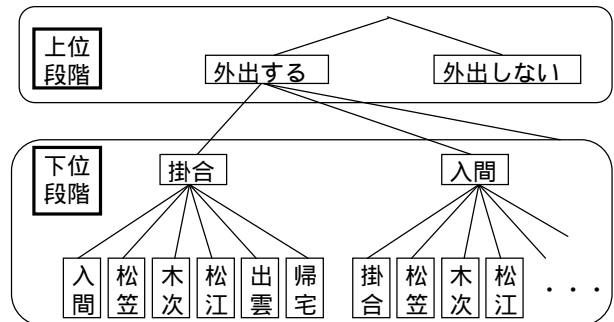 上位
段階
外出する
外出しない
下位
段階
掛合
入間
入間
松笠
木次
松江
出雲
帰宅
掛合
松笠
木次
松江
・・・